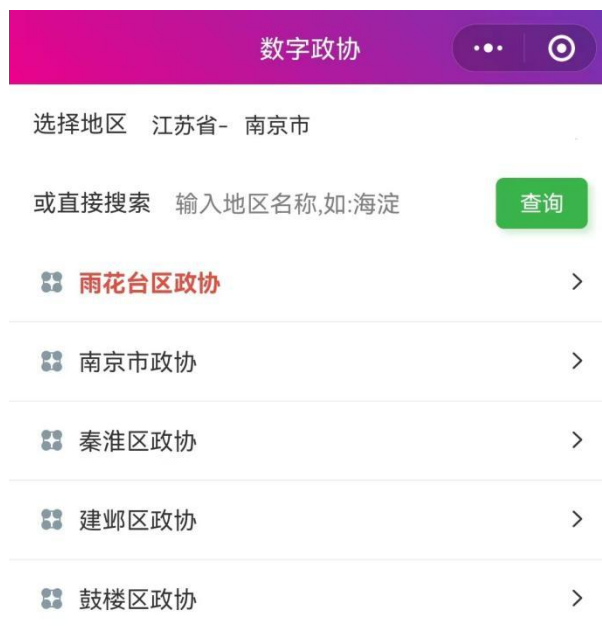 数字政协
选择地区 江苏省- 南京市
或直接搜索 输入地区名称,如:海淀 查询
雨花台区政协
南京市政协
秦淮区政协
建邺区政协
鼓楼区政协